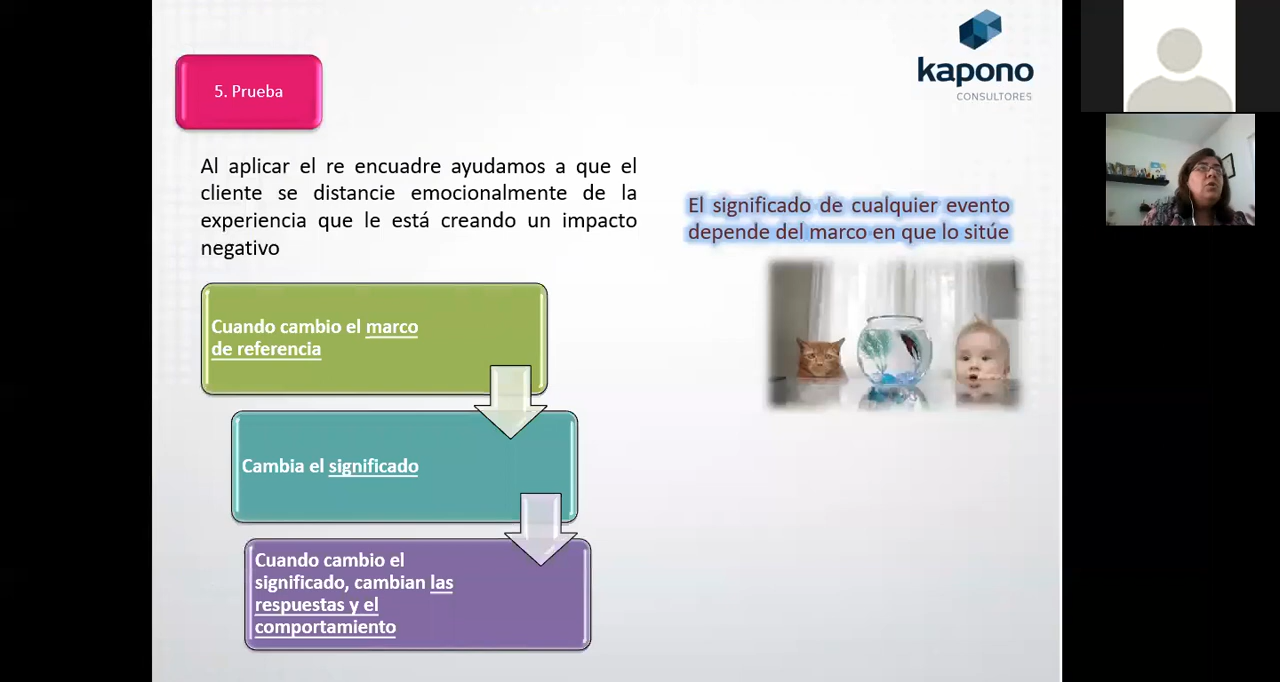 kapono
CONSULTORES
5. Prueba
Al aplicar el re encuadre ayudamos a que el
cliente se distancie emocionalmente de la
experiencia que le está creando un impacto
negativo
El significado de cualquier evento
depende del marco en que lo sitúe
Cuando cambio el marco
de referencia
Cambia el significado
Cuando cambio el
significado, cambian las
respuestas y el
comportamiento